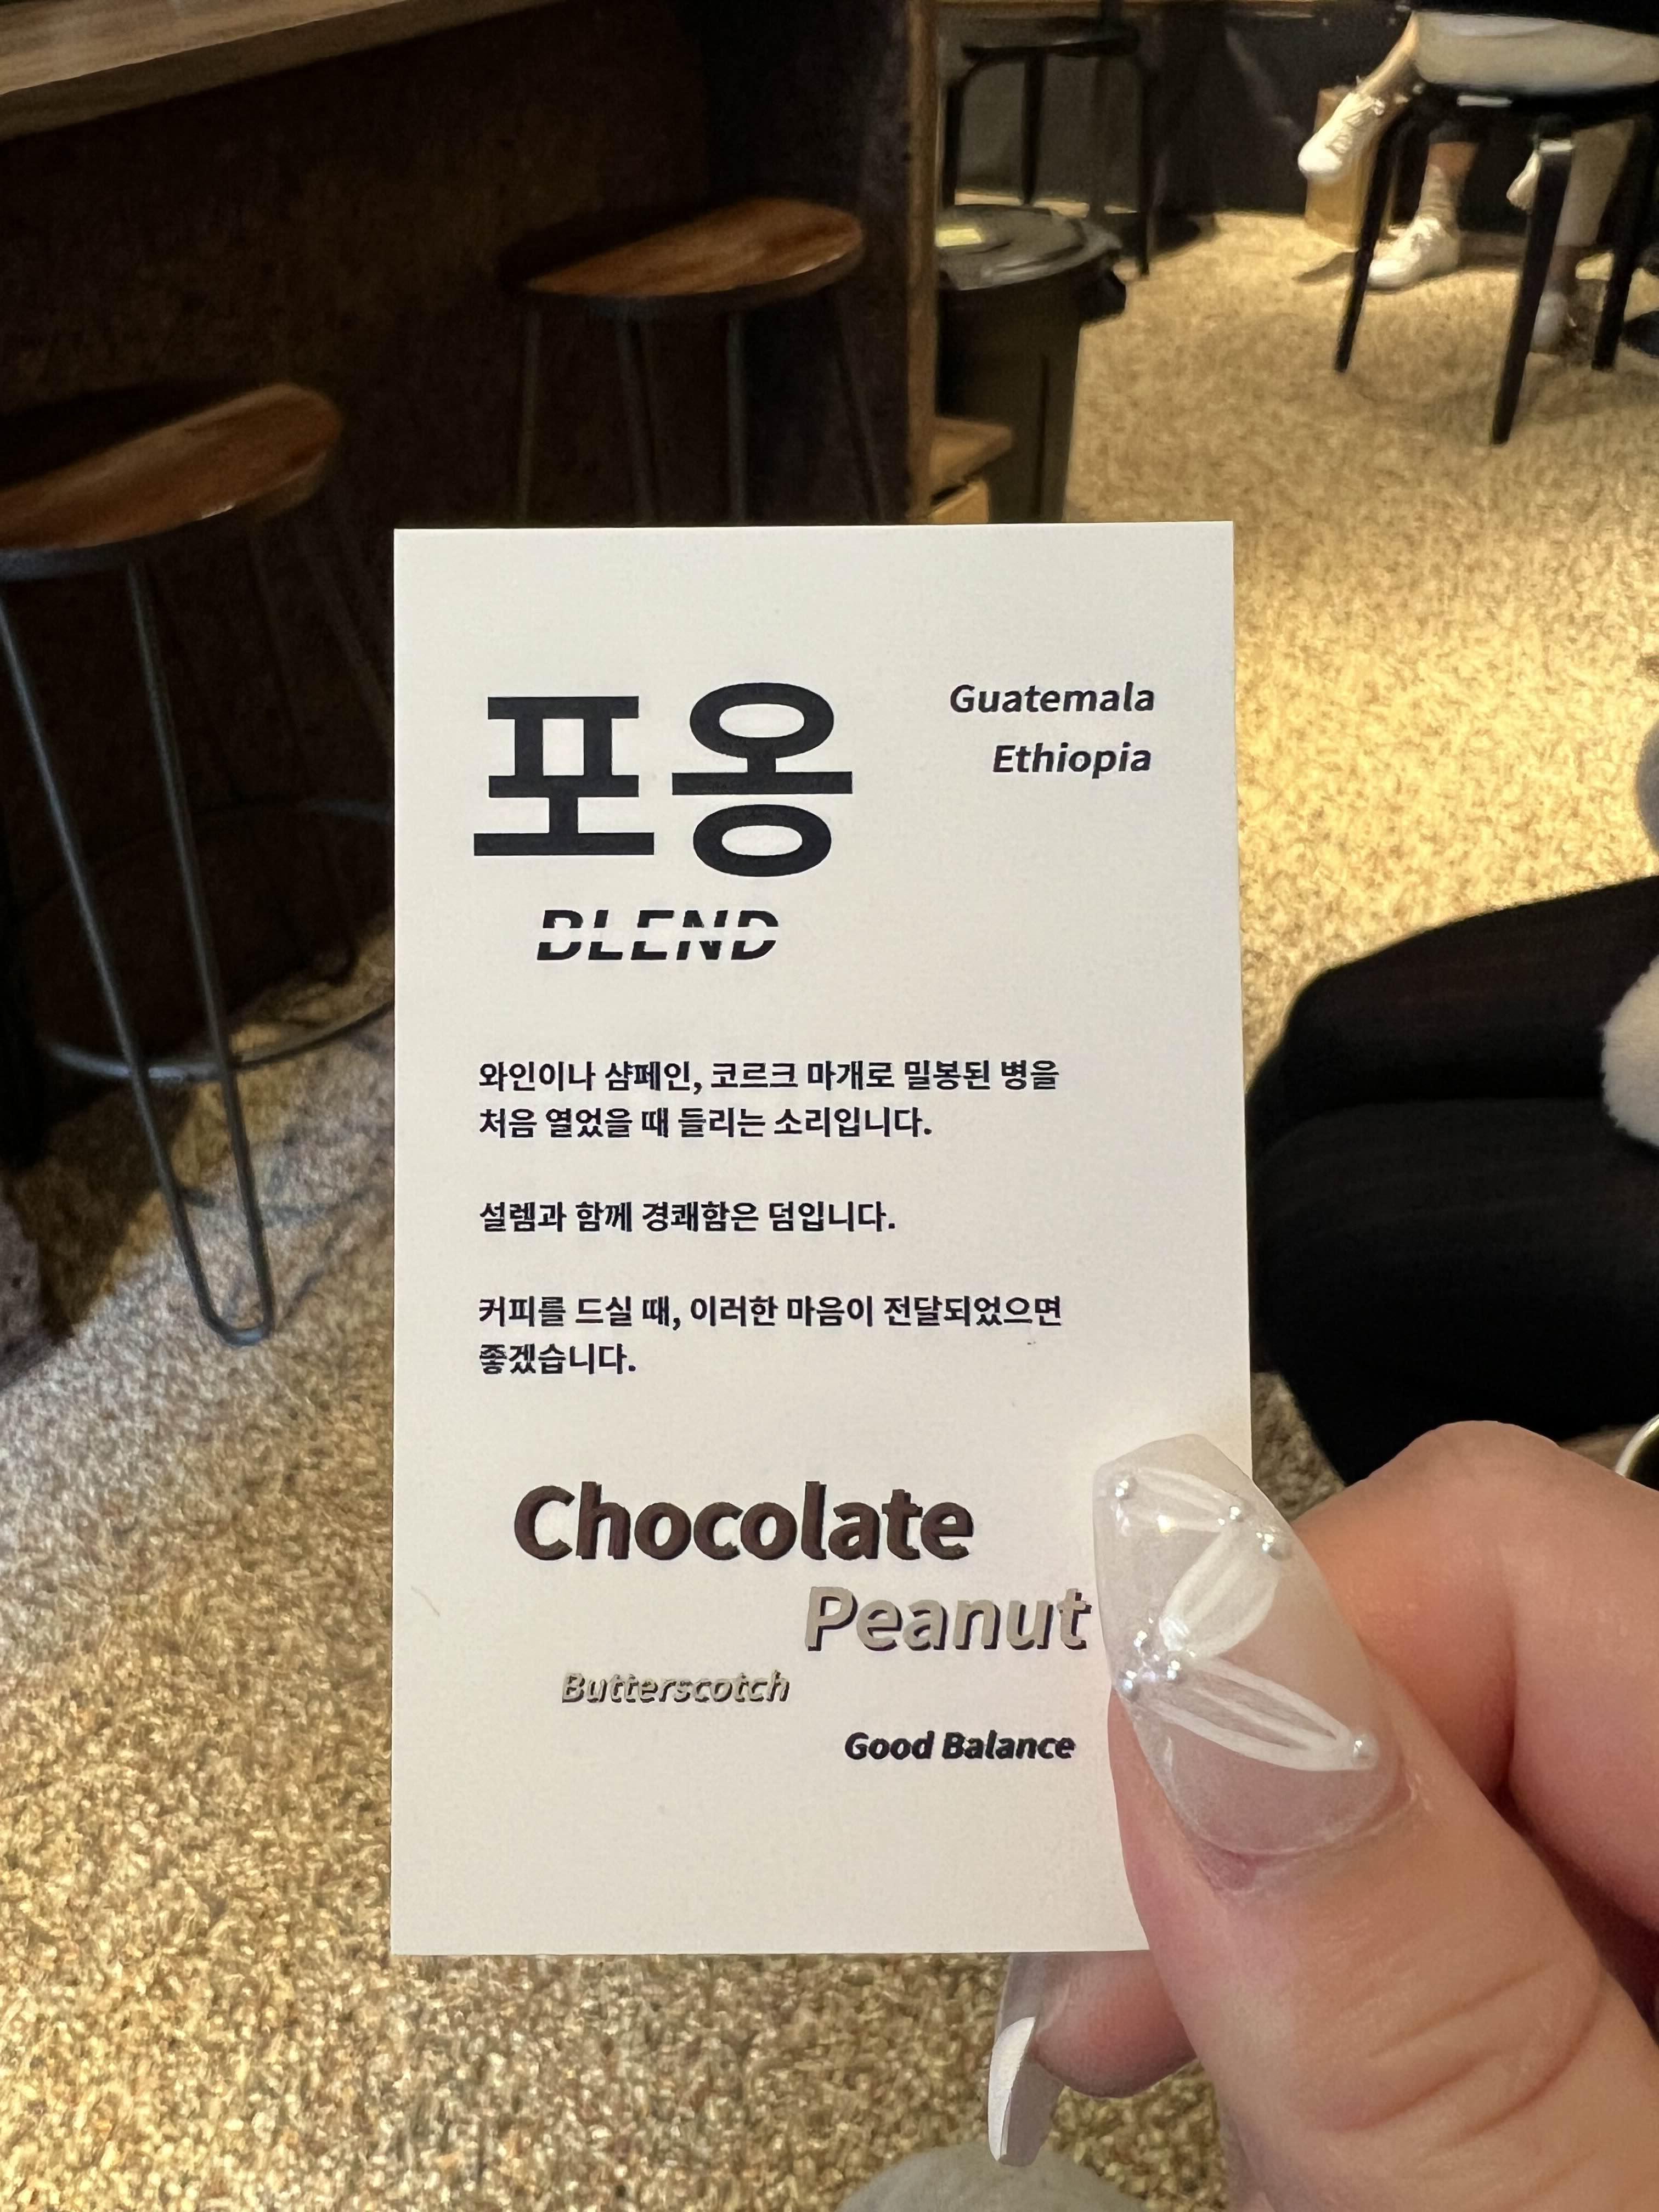 포옹
Guatemala
Ethiopia
BLEND
와인이나 샴페인, 코르크 마개로 밀봉된 병을
처음 열었을 때 들리는 소리입니다.
설렘과 함께 경쾌함은 덤입니다.
커피를 드실 때, 이러한 마음이 전달되었으면
좋겠습니다.
Chocolate
Peanut
Butterscotch
Good Balance